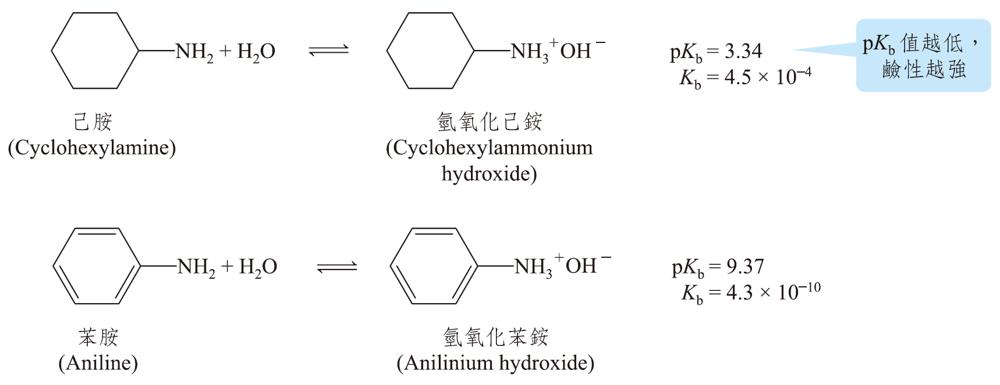 NH₂ + H₂O ⇌ NH₃⁺OH⁻
pKb = 3.34
Kb = 4.5 × 10⁻⁴
pKb 值越低，
鹼性越強
己胺
(Cyclohexylamine)
氫氧化己銨
(Cyclohexylammonium
hydroxide)
NH₂ + H₂O ⇌ NH₃⁺OH⁻
pKb = 9.37
Kb = 4.3 × 10⁻¹⁰
苯胺
(Aniline)
氫氧化苯銨
(Anilinium hydroxide)